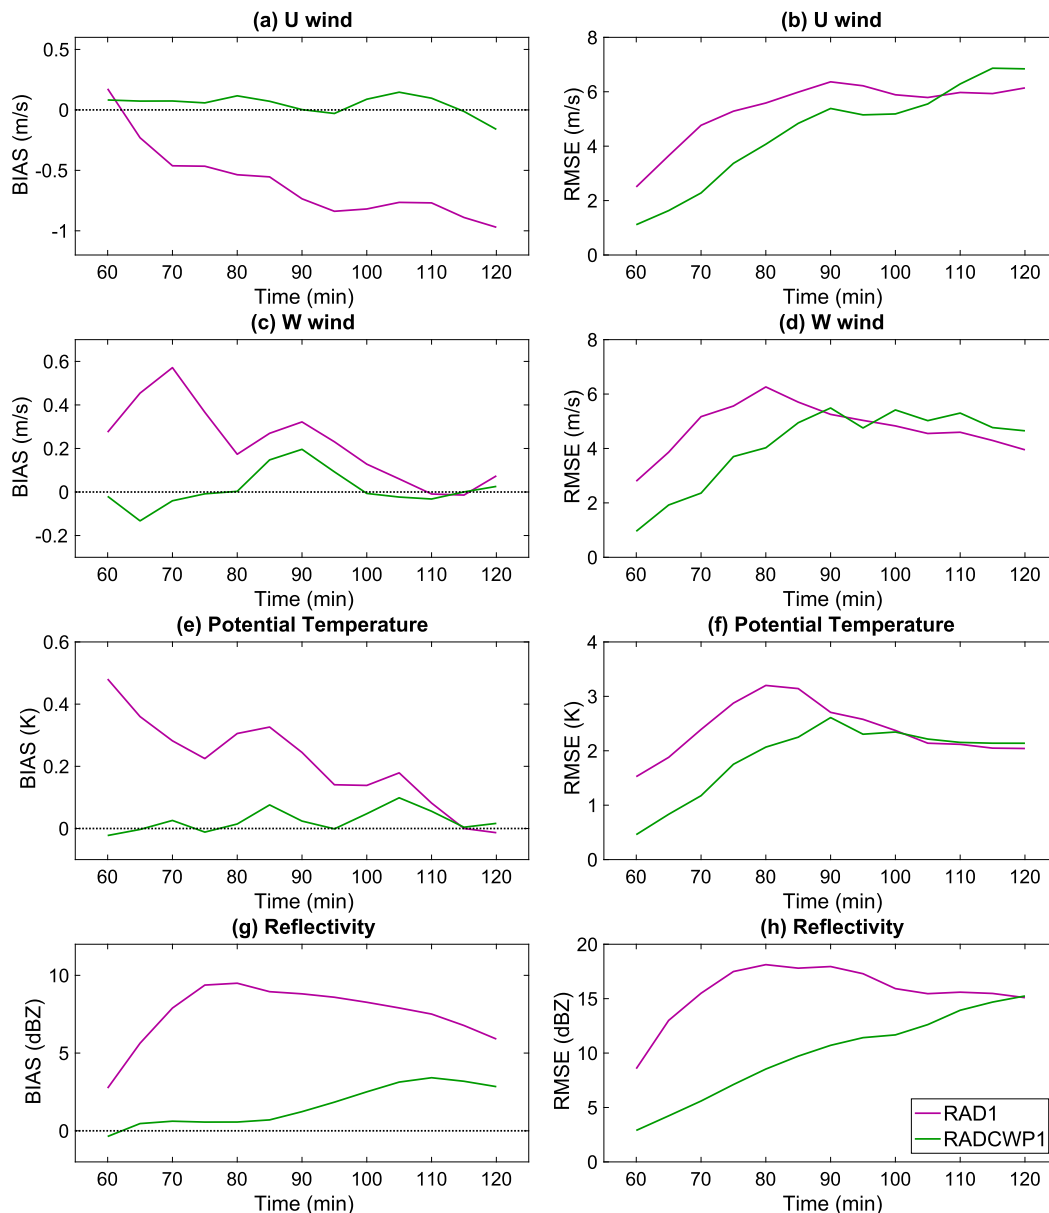 (a) U wind
0.5
0
-0.5
-1
BIAS (m/s)
60 70 80 90 100 110 120
Time (min)
(b) U wind
8
6
4
2
0
RMSE (m/s)
60 70 80 90 100 110 120
Time (min)
(c) W wind
0.6
0.4
0.2
0
-0.2
BIAS (m/s)
60 70 80 90 100 110 120
Time (min)
(d) W wind
8
6
4
2
0
RMSE (m/s)
60 70 80 90 100 110 120
Time (min)
(e) Potential Temperature
0.6
0.4
0.2
0
BIAS (K)
60 70 80 90 100 110 120
Time (min)
(f) Potential Temperature
4
3
2
1
0
RMSE (K)
60 70 80 90 100 110 120
Time (min)
(g) Reflectivity
10
5
0
BIAS (dBZ)
60 70 80 90 100 110 120
Time (min)
(h) Reflectivity
20
15
10
5
0
RMSE (dBZ)
RAD1
RADCWP1
60 70 80 90 100 110 120
Time (min)